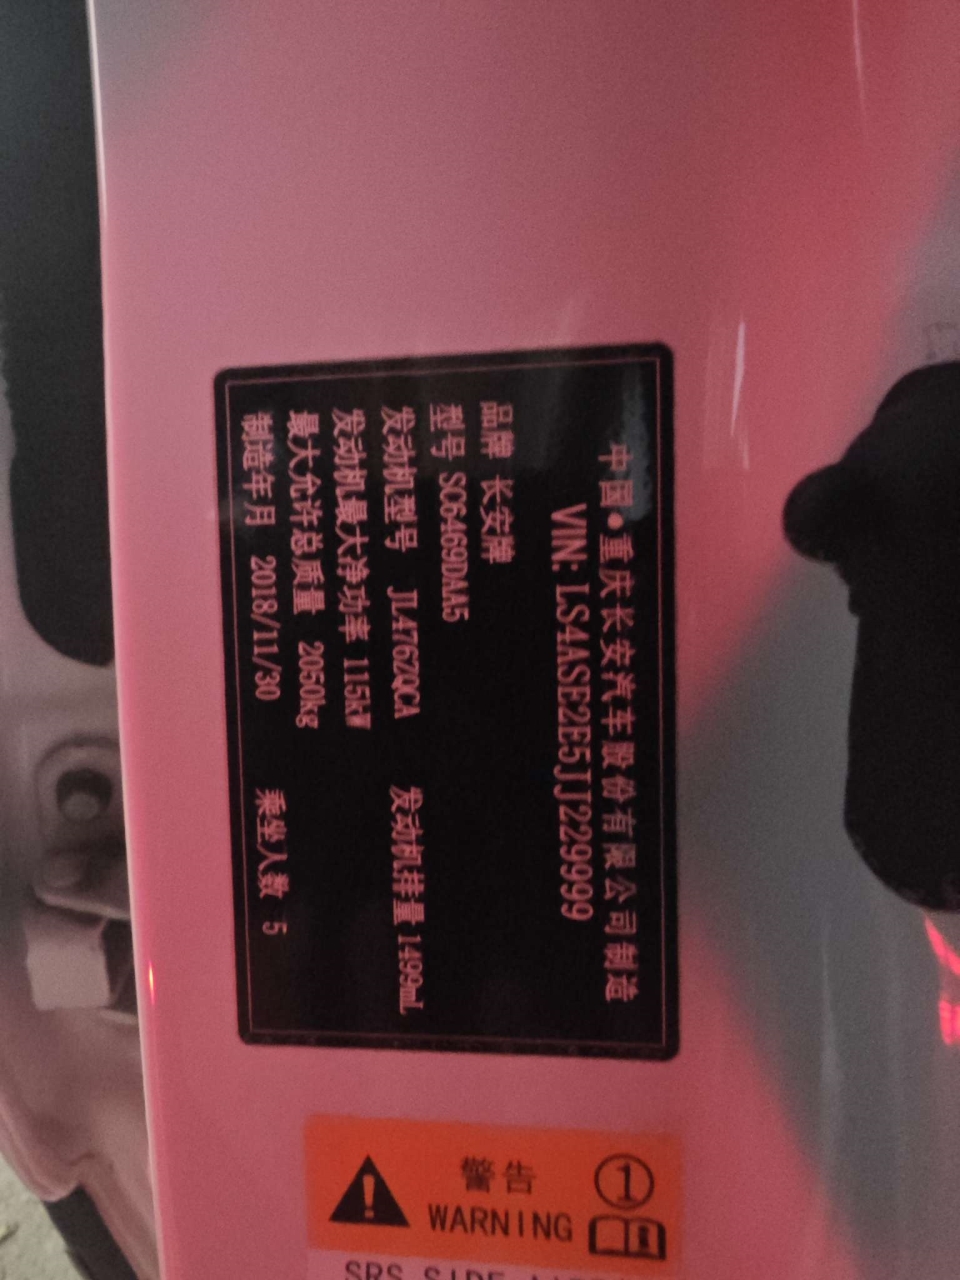 中国●重庆长安汽车股份有限公司制造
VIN: LS4ASE2E5JJ229999
品牌 长安牌
型号 SC6469DAA5
发动机型号 JL476ZQCA 发动机排量 1499mL
发动机最大净功率 115kW
最大允许总质量 2050kg
制造年月 2018/11/30 乘坐人数 5
警告
WARNING
①
SRS SIDE